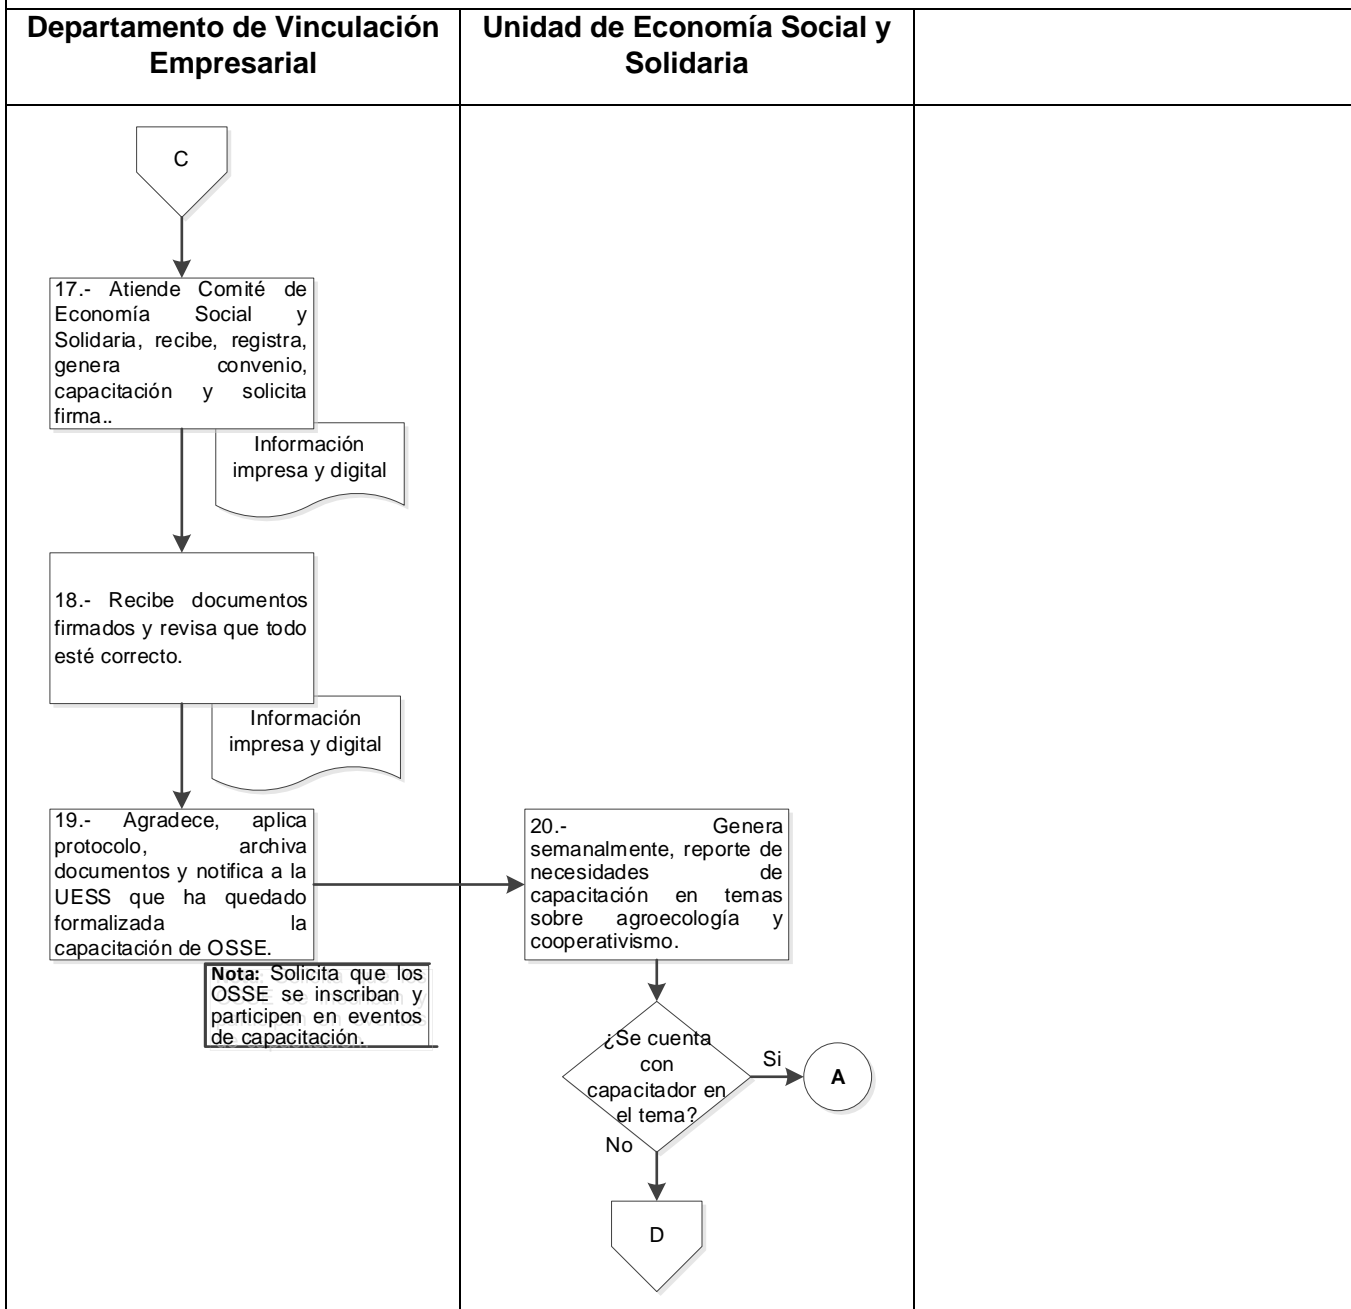 Departamento de Vinculación
Empresarial
Unidad de Economía Social y
Solidaria
C
17.- Atiende Comité de
Economía Social y
Solidaria, recibe, registra,
genera convenio,
capacitación y solicita
firma..
Información
impresa y digital
18.- Recibe documentos
firmados y revisa que todo
esté correcto.
Información
impresa y digital
19.- Agradece, aplica
protocolo, archiva
documentos y notifica a la
UESS que ha quedado
formalizada la
capacitación de OSSE.
Nota: Solicita que los
OSSE se inscriban y
participen en eventos
de capacitación.
20.- Genera
semanalmente, reporte de
necesidades de
capacitación en temas
sobre agroecología y
cooperativismo.
¿Se cuenta
con
capacitador en
el tema?
Si
A
No
D